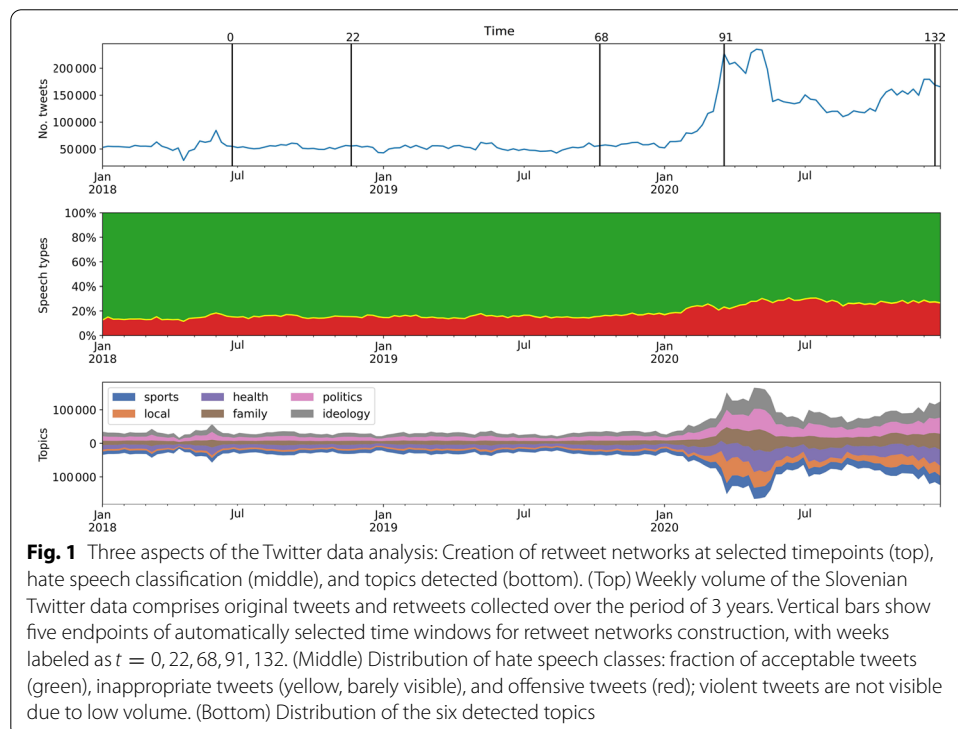 Time
0 22 68 91 132
No. tweets
200 000
150 000
100 000
50 000
Jan Jul Jan Jul Jan Jul
2018 2019 2020
Speech types
100%
80%
60%
40%
20%
0%
Jan Jul Jan Jul Jan Jul
2018 2019 2020
Topics
sports health politics
local family ideology
100 000
0
100 000
Jan Jul Jan Jul Jan Jul
2018 2019 2020
Fig. 1 Three aspects of the Twitter data analysis: Creation of retweet networks at selected timepoints (top),
hate speech classification (middle), and topics detected (bottom). (Top) Weekly volume of the Slovenian
Twitter data comprises original tweets and retweets collected over the period of 3 years. Vertical bars show
five endpoints of automatically selected time windows for retweet networks construction, with weeks
labeled as t = 0, 22, 68, 91, 132. (Middle) Distribution of hate speech classes: fraction of acceptable tweets
(green), inappropriate tweets (yellow, barely visible), and offensive tweets (red); violent tweets are not visible
due to low volume. (Bottom) Distribution of the six detected topics